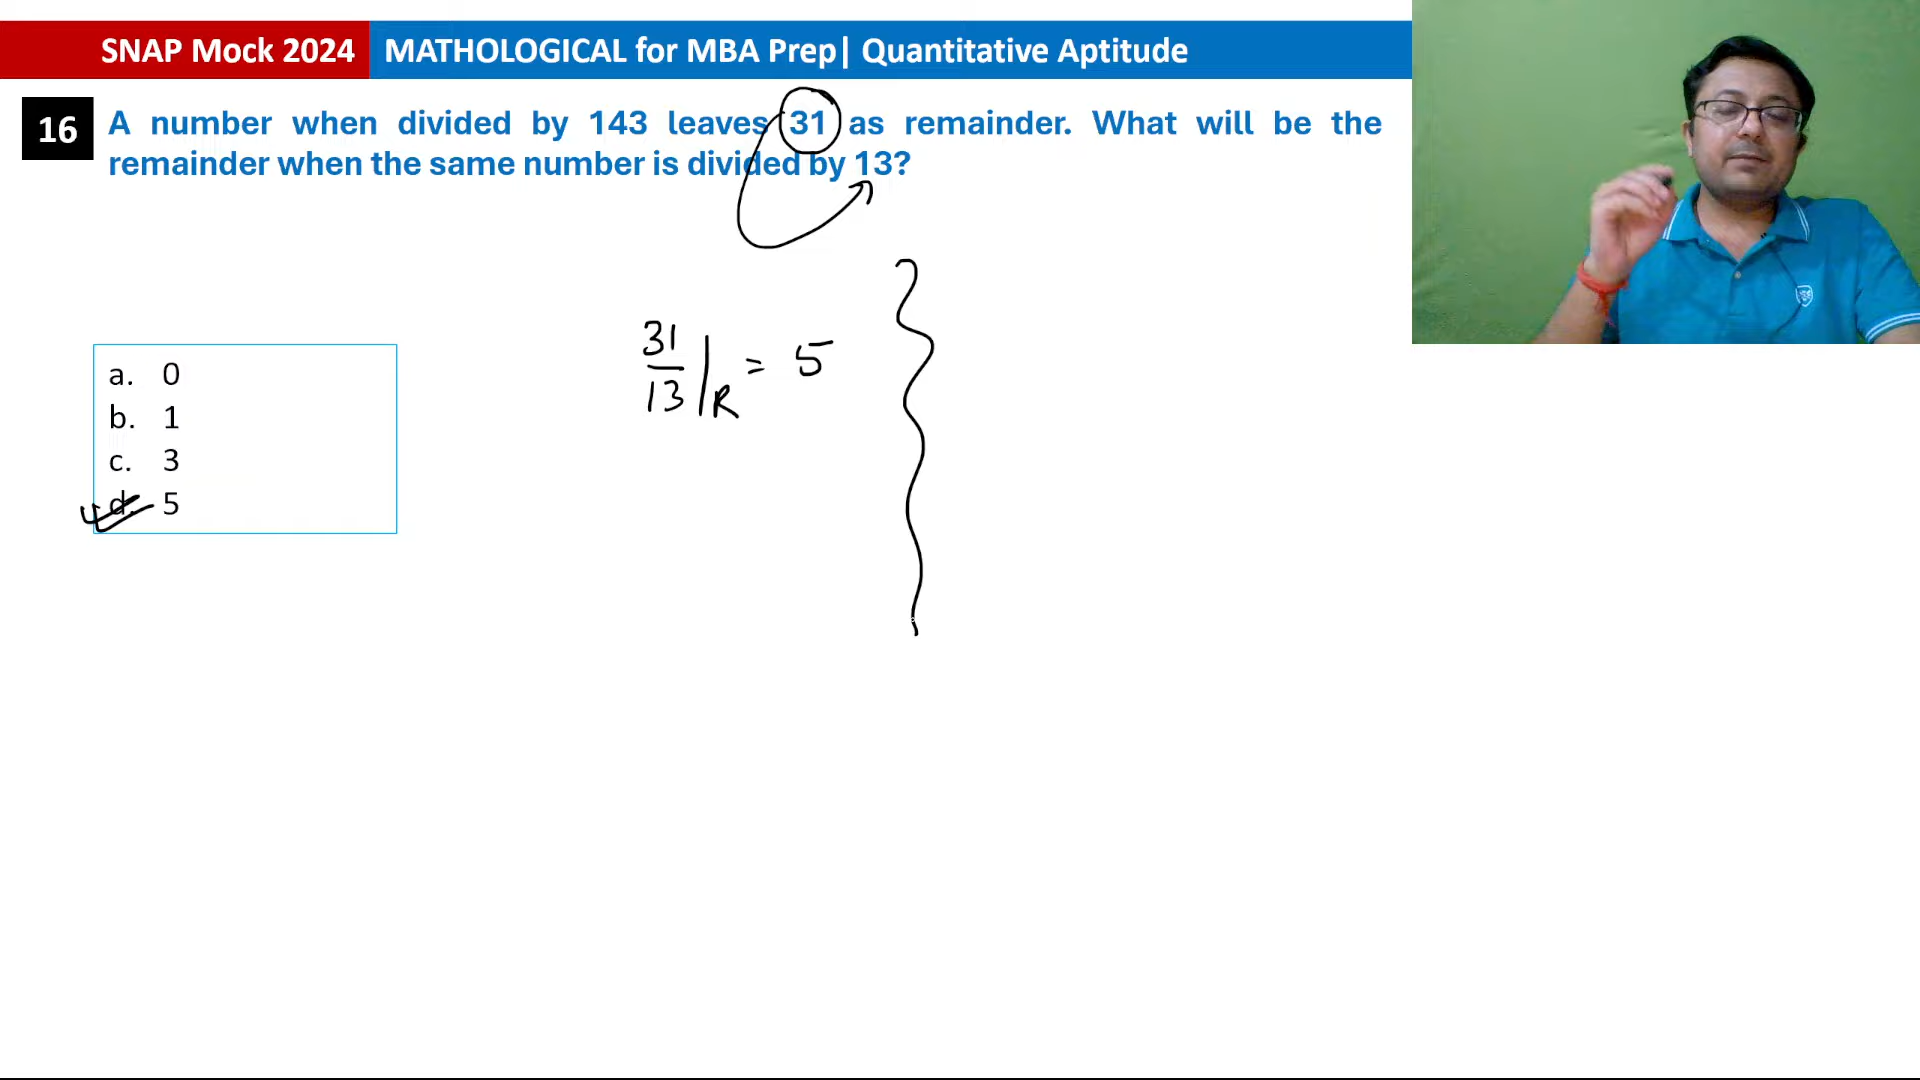 SNAP Mock 2024 MATHOLOGICAL for MBA Prep| Quantitative Aptitude
16 A number when divided by 143 leaves 31 as remainder. What will be the
remainder when the same number is divided by 13?
31/13 |R = 5
a. 0
b. 1
c. 3
d. 5